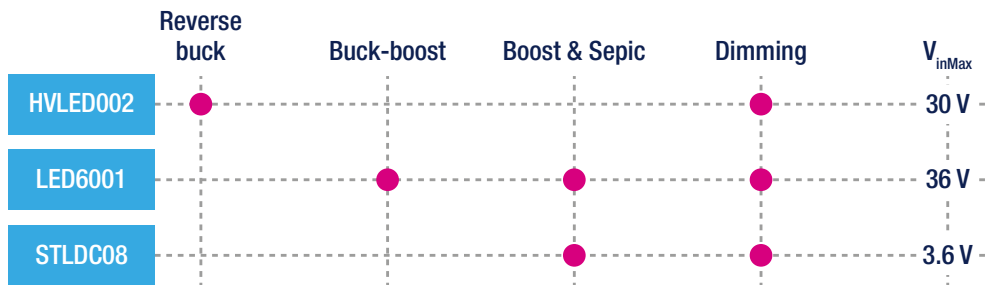 Reverse
buck
Buck-boost
Boost & Sepic
Dimming
VinMax
HVLED002
30 V
LED6001
36 V
STLDC08
3.6 V